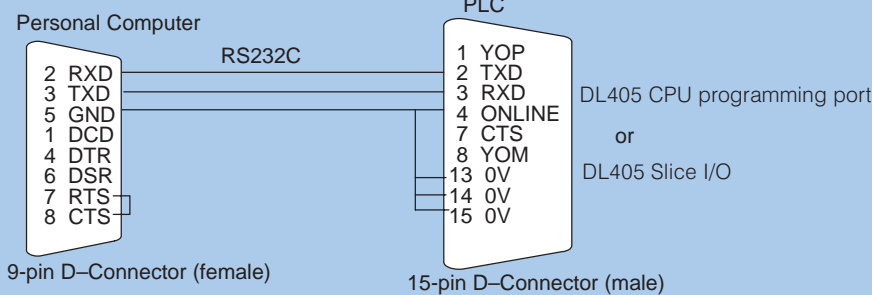 PLC
Personal Computer
RS232C
2 RXD
3 TXD
5 GND
1 DCD
4 DTR
6 DSR
7 RTS
8 CTS
1 YOP
2 TXD
3 RXD
4 ONLINE
7 CTS
8 YOM
13 0V
14 0V
15 0V
DL405 CPU programming port
or
DL405 Slice I/O
9-pin D–Connector (female)
15-pin D–Connector (male)